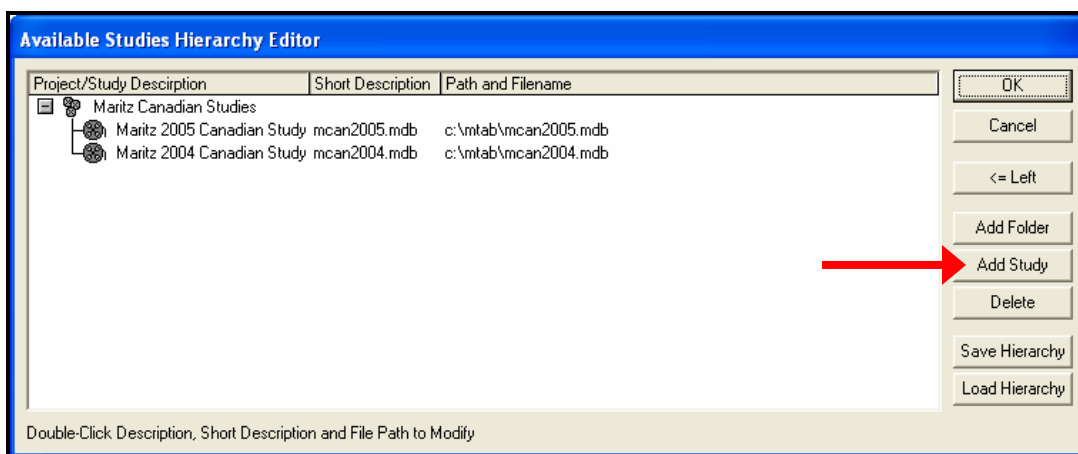 Available Studies Hierarchy Editor
Project/Study Descirption Short Description Path and Filename
Maritz Canadian Studies
Maritz 2005 Canadian Study mcan2005.mdb c:\mtab\mcan2005.mdb
Maritz 2004 Canadian Study mcan2004.mdb c:\mtab\mcan2004.mdb
OK
Cancel
<= Left
Add Folder
Add Study
Delete
Save Hierarchy
Load Hierarchy
Double-Click Description, Short Description and File Path to Modify